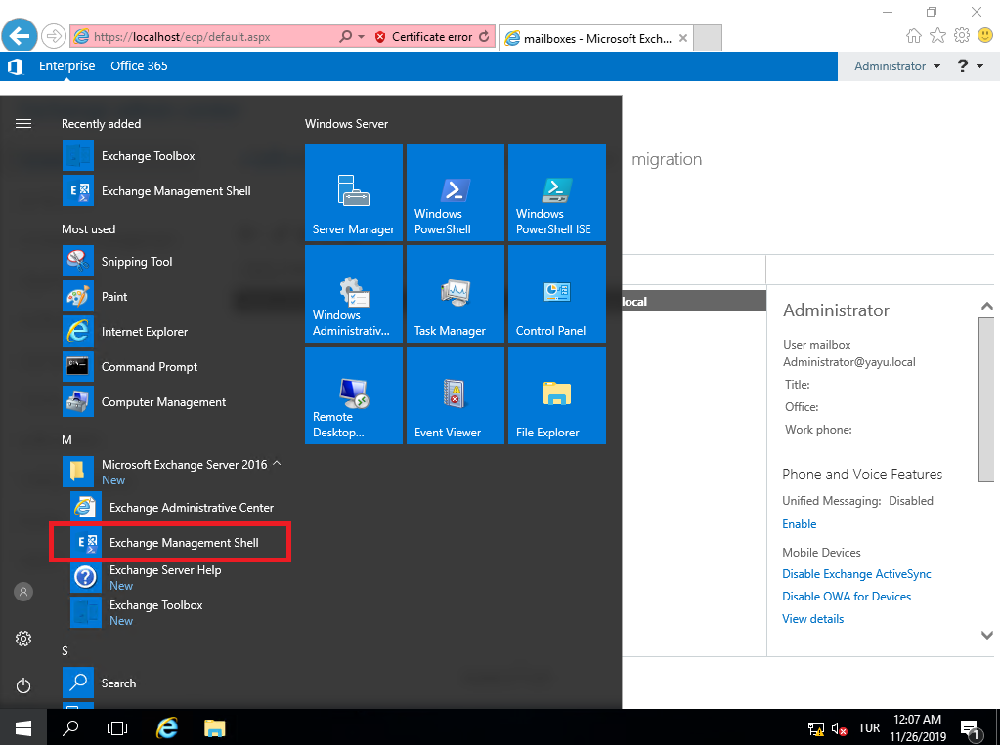 https://localhost/ecp/default.aspx
Certificate error
mailboxes - Microsoft Exch...
Enterprise
Office 365
Administrator
?
Recently added
Exchange Toolbox
Exchange Management Shell
Most used
Snipping Tool
Paint
Internet Explorer
Command Prompt
Computer Management
M
Microsoft Exchange Server 2016
New
Exchange Administrative Center
Exchange Management Shell
Exchange Server Help
New
Exchange Toolbox
New
S
Search
Windows Server
Server Manager
Windows
PowerShell
Windows
PowerShell ISE
Windows
Administrativ...
Task Manager
Control Panel
Remote
Desktop...
Event Viewer
File Explorer
migration
local
Administrator
User mailbox
Administrator@yayu.local
Title:
Office:
Work phone:
Phone and Voice Features
Unified Messaging: Disabled
Enable
Mobile Devices
Disable Exchange ActiveSync
Disable OWA for Devices
View details
TUR
12:07 AM
11/26/2019
1